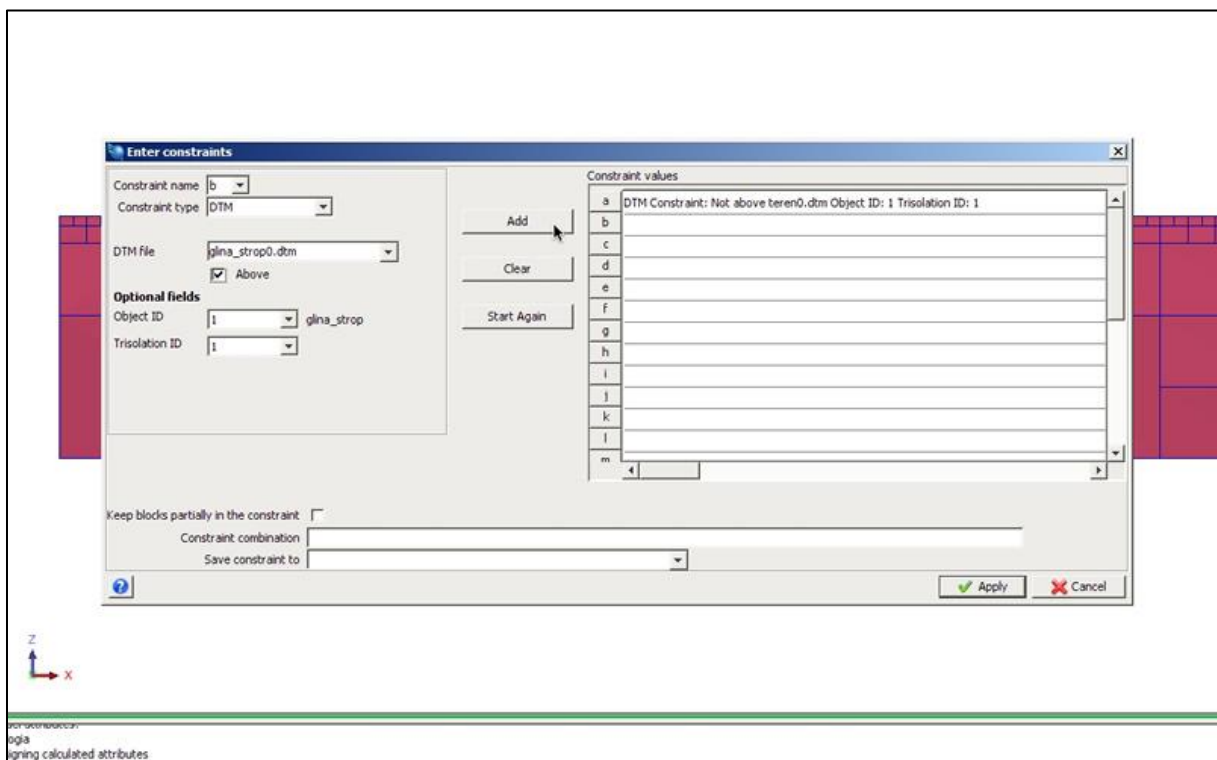 Enter constraints
Constraint name b
Constraint type DTM
DTM file glina_strop0.dtm
Above
Optional fields
Object ID 1 glina_strop
Trisolation ID 1
Add
Clear
Start Again
Constraint values
a DTM Constraint: Not above teren0.dtm Object ID: 1 Trisolation ID: 1
b
c
d
e
f
g
h
i
j
k
l
m
Keep blocks partially in the constraint
Constraint combination
Save constraint to
? Apply Cancel
Z
X
attributes.
ogia
igning calculated attributes